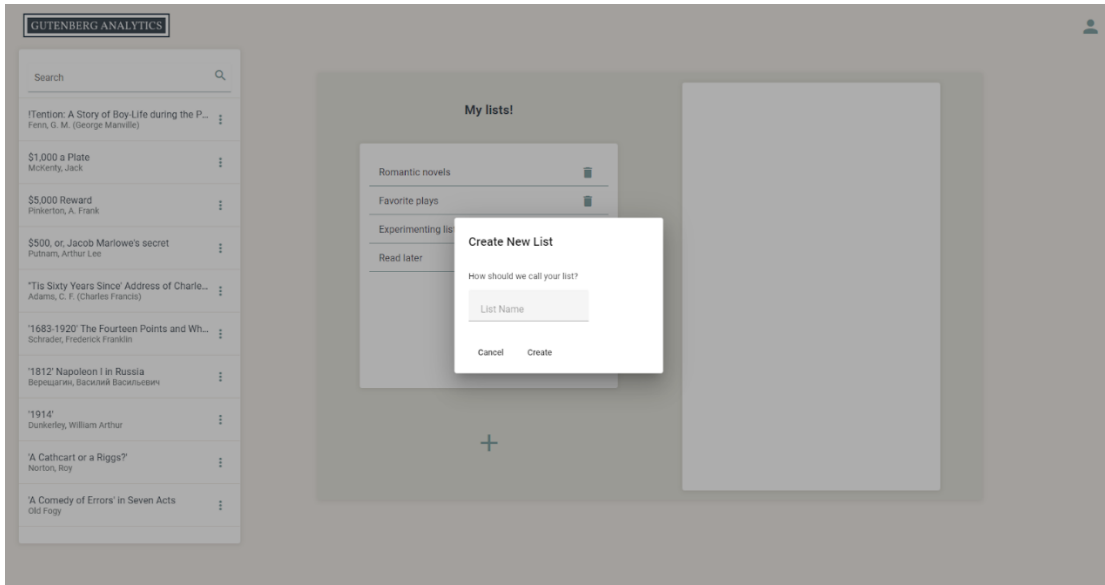 GUTENBERG ANALYTICS
Search
!Tention: A Story of Boy-Life during the P...
Fenn, G. M. (George Manville)
$1,000 a Plate
McKenty, Jack
$5,000 Reward
Pinkerton, A. Frank
$500, or, Jacob Marlowe's secret
Putnam, Arthur Lee
"Tis Sixty Years Since' Address of Charle...
Adams, C. F. (Charles Francis)
'1683-1920' The Fourteen Points and Wh...
Schrader, Frederick Franklin
'1812' Napoleon I in Russia
Верещагин, Василий Васильевич
'1914'
Dunkerley, William Arthur
'A Cathcart or a Riggs?'
Norton, Roy
'A Comedy of Errors' in Seven Acts
Old Fogy
My lists!
Romantic novels
Favorite plays
Experimenting lis
Read later
Create New List
How should we call your list?
List Name
Cancel Create